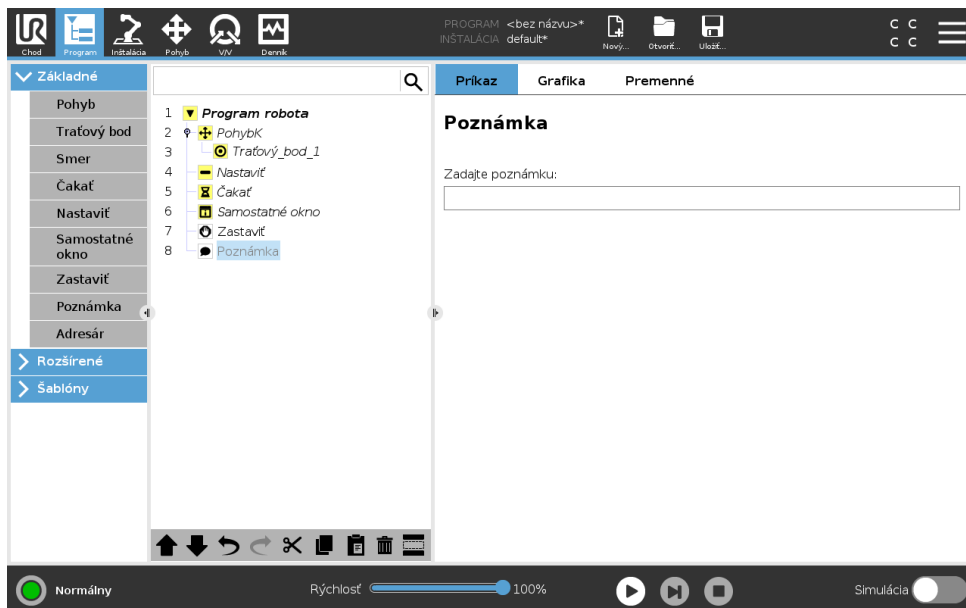 UR
Chod
Program
Inštalácia
Pohyb
V/V
Denník
PROGRAM <bez názvu>*
INŠTALÁCIA default*
Nový...
Otvoriť...
Uložiť...
C C
C C
Základné
Pohyb
Traťový bod
Smer
Čakať
Nastaviť
Samostatné
okno
Zastaviť
Poznámka
Adresár
Rozšírené
Šablóny
1 Program robota
2 PohybK
3 Traťový_bod_1
4 Nastaviť
5 Čakať
6 Samostatné okno
7 Zastaviť
8 Poznámka
Príkaz
Grafika
Premenné
Poznámka
Zadajte poznámku:
Normálny
Rýchlosť
100%
Simulácia